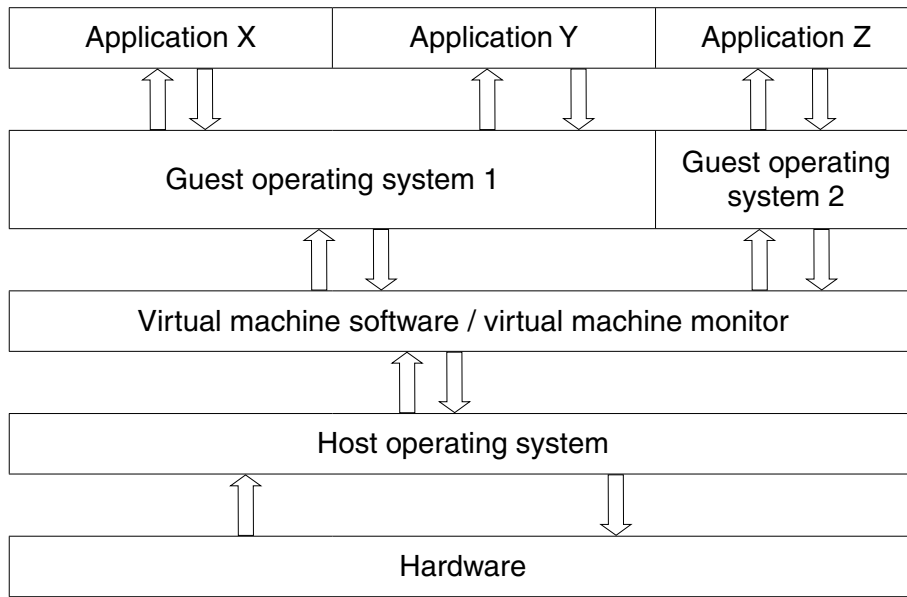 Application X
Application Y
Application Z
Guest operating system 1
Guest operating
system 2
Virtual machine software / virtual machine monitor
Host operating system
Hardware